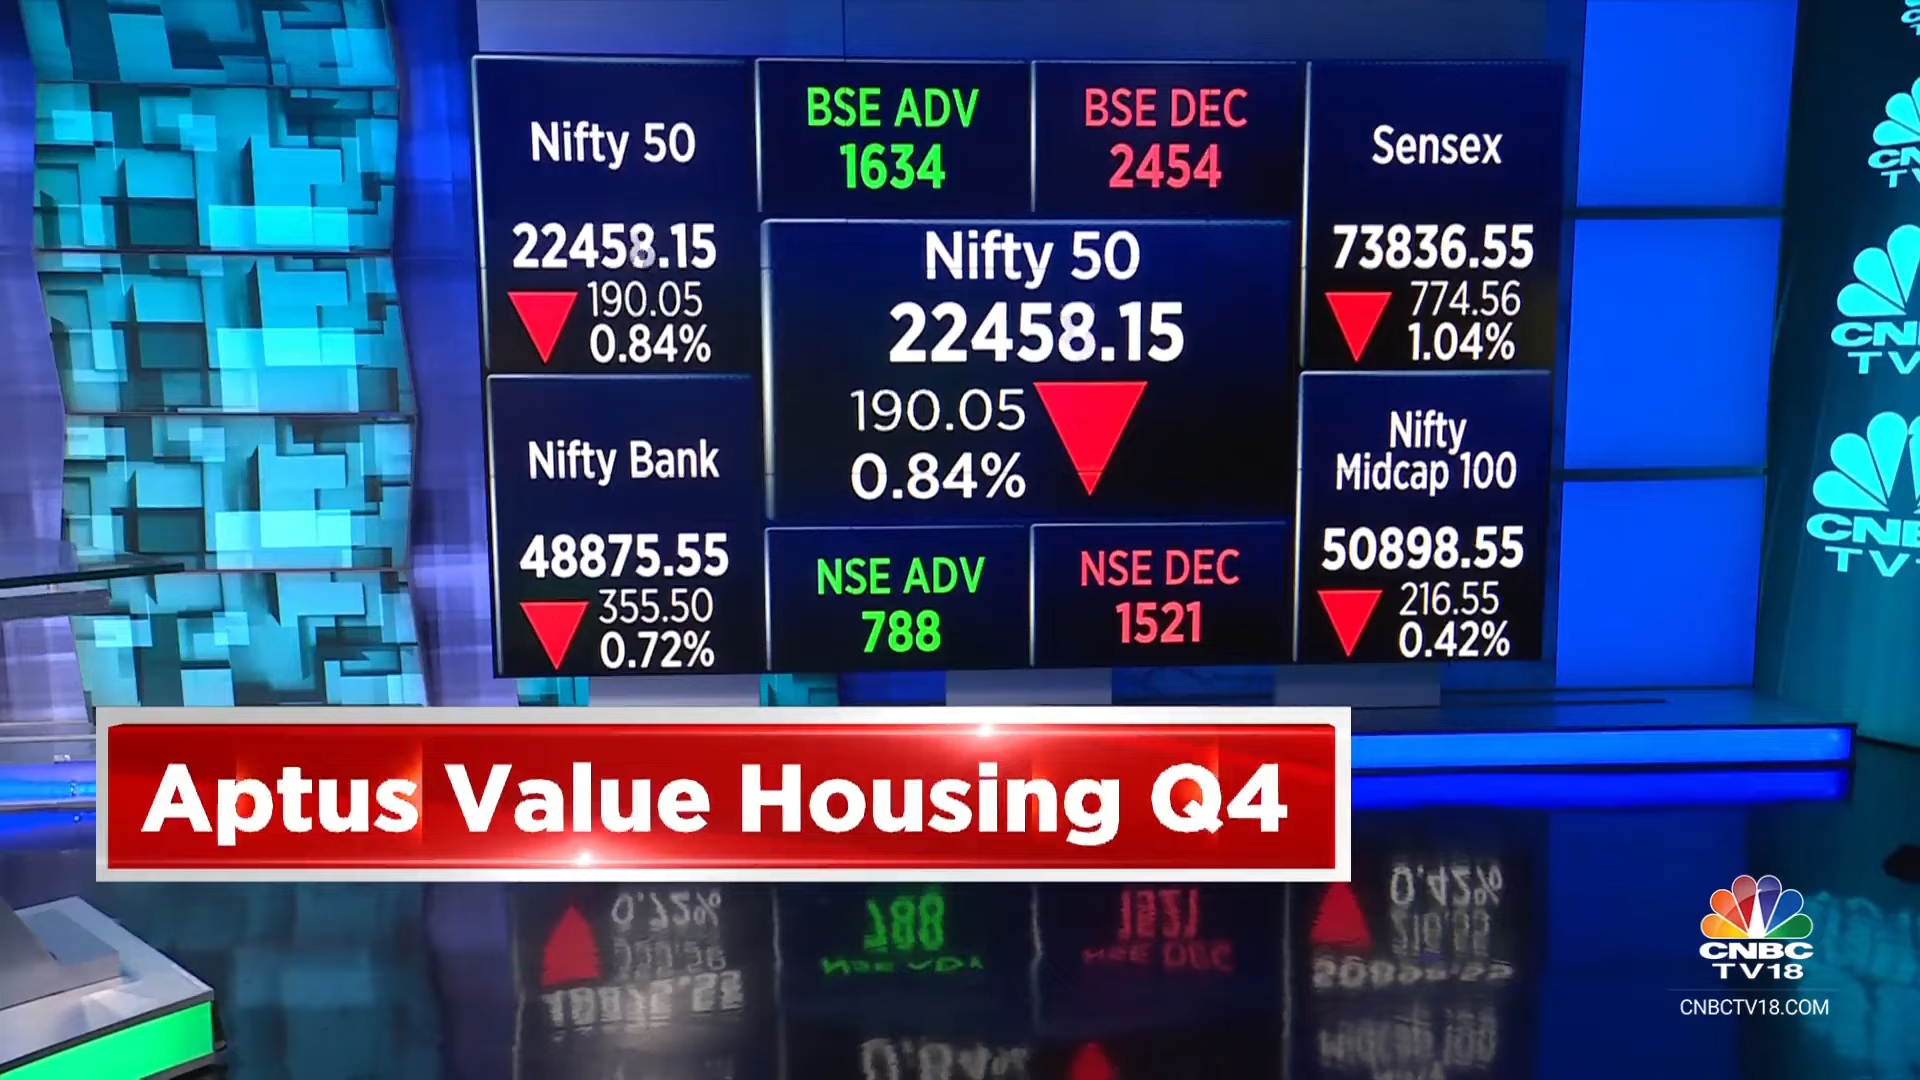 Nifty 50
22458.15
190.05
0.84%
BSE ADV
1634
BSE DEC
2454
Sensex
73836.55
774.56
1.04%
Nifty 50
22458.15
190.05
0.84%
Nifty Bank
48875.55
355.50
0.72%
NSE ADV
788
NSE DEC
1521
Nifty
Midcap 100
50898.55
216.55
0.42%
Aptus Value Housing Q4
CNBC
TV18
CNBCTV18.COM
CNBC
TV18